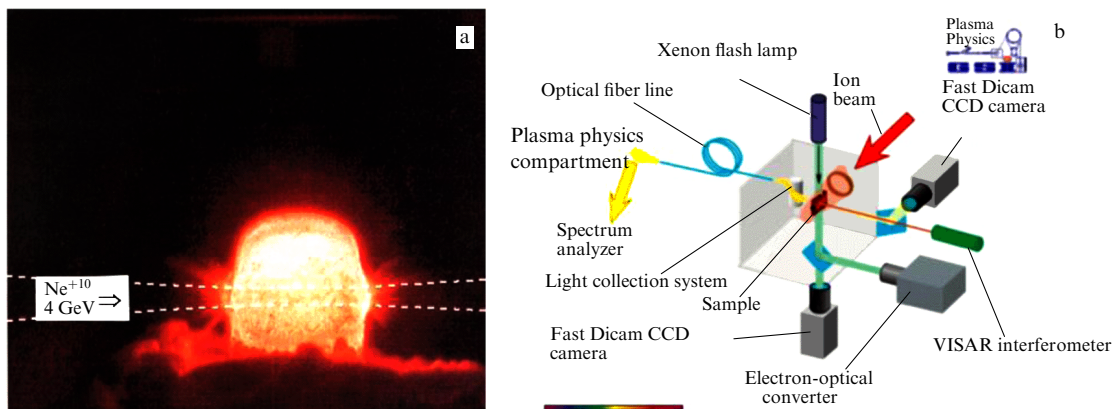 a
Ne+10
4 GeV ⇒
b
Plasma
Physics
Xenon flash lamp
Ion
beam
Fast Dicam
CCD camera
Optical fiber line
Plasma physics
compartment
Spectrum
analyzer
Light collection system
Sample
Fast Dicam CCD
camera
VISAR interferometer
Electron-optical
converter